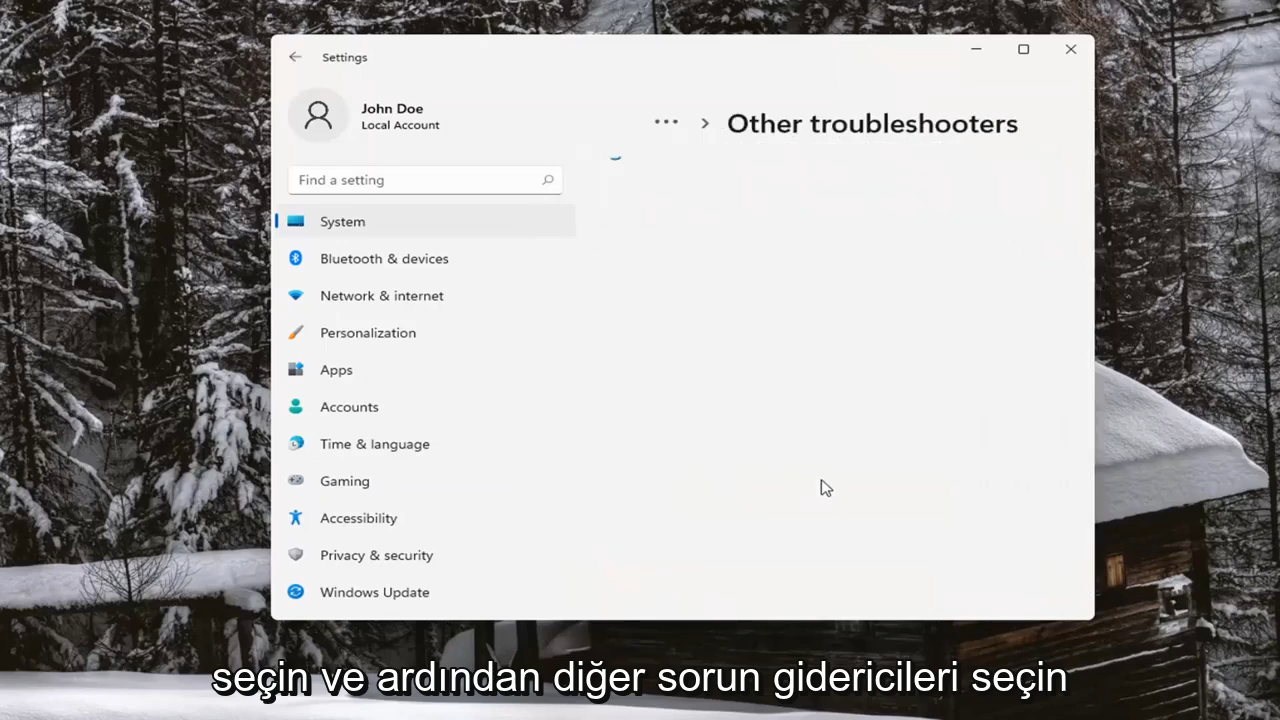 Settings
John Doe
Local Account
••• > Other troubleshooters
Find a setting
System
Bluetooth & devices
Network & internet
Personalization
Apps
Accounts
Time & language
Gaming
Accessibility
Privacy & security
Windows Update
seçin ve ardından diğer sorun gidericileri seçin